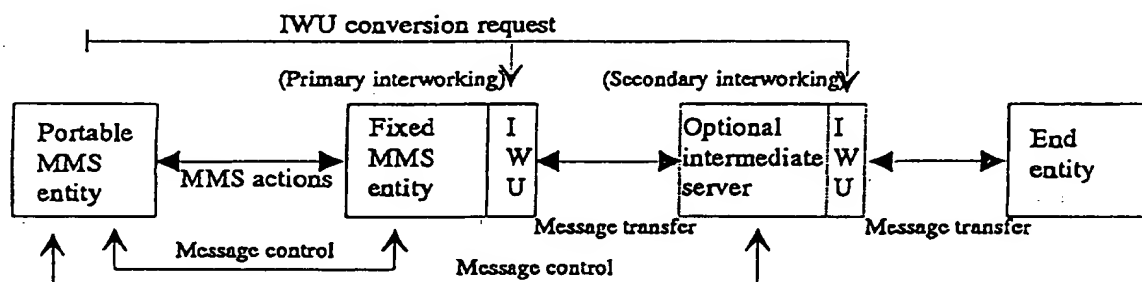 IWU conversion request
(Primary interworking)
(Secondary interworking)
Portable
MMS
entity
MMS actions
Fixed
MMS
entity
I
W
U
Message transfer
Optional
intermediate
server
I
W
U
Message transfer
End
entity
Message control
Message control